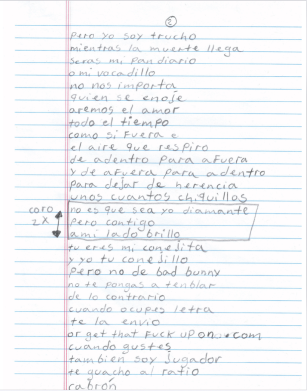 2
pero yo soy trucho
mientras la muerte llega
seras mi pan diario
o mi vocadillo
no nos importa
quien se enoje
aremos el amor
todo el tiempo
como si fuera e
el aire que respiro
de adentro para afuera
y de afuera para adentro
para dejar de herencia
unos cuantos chiquillos
coro
2x
no es que sea yo diamante
pero contigo
ami lado brillo
tu eres mi conejita
y yo tu conejillo
pero no de bad bunny
no te pongas a temblar
de lo contrario
cuando ocupes letra
te la envio
or get that fuck upon.com
cuando gustes
tambien soy jugador
te guacho al ratio
cabron